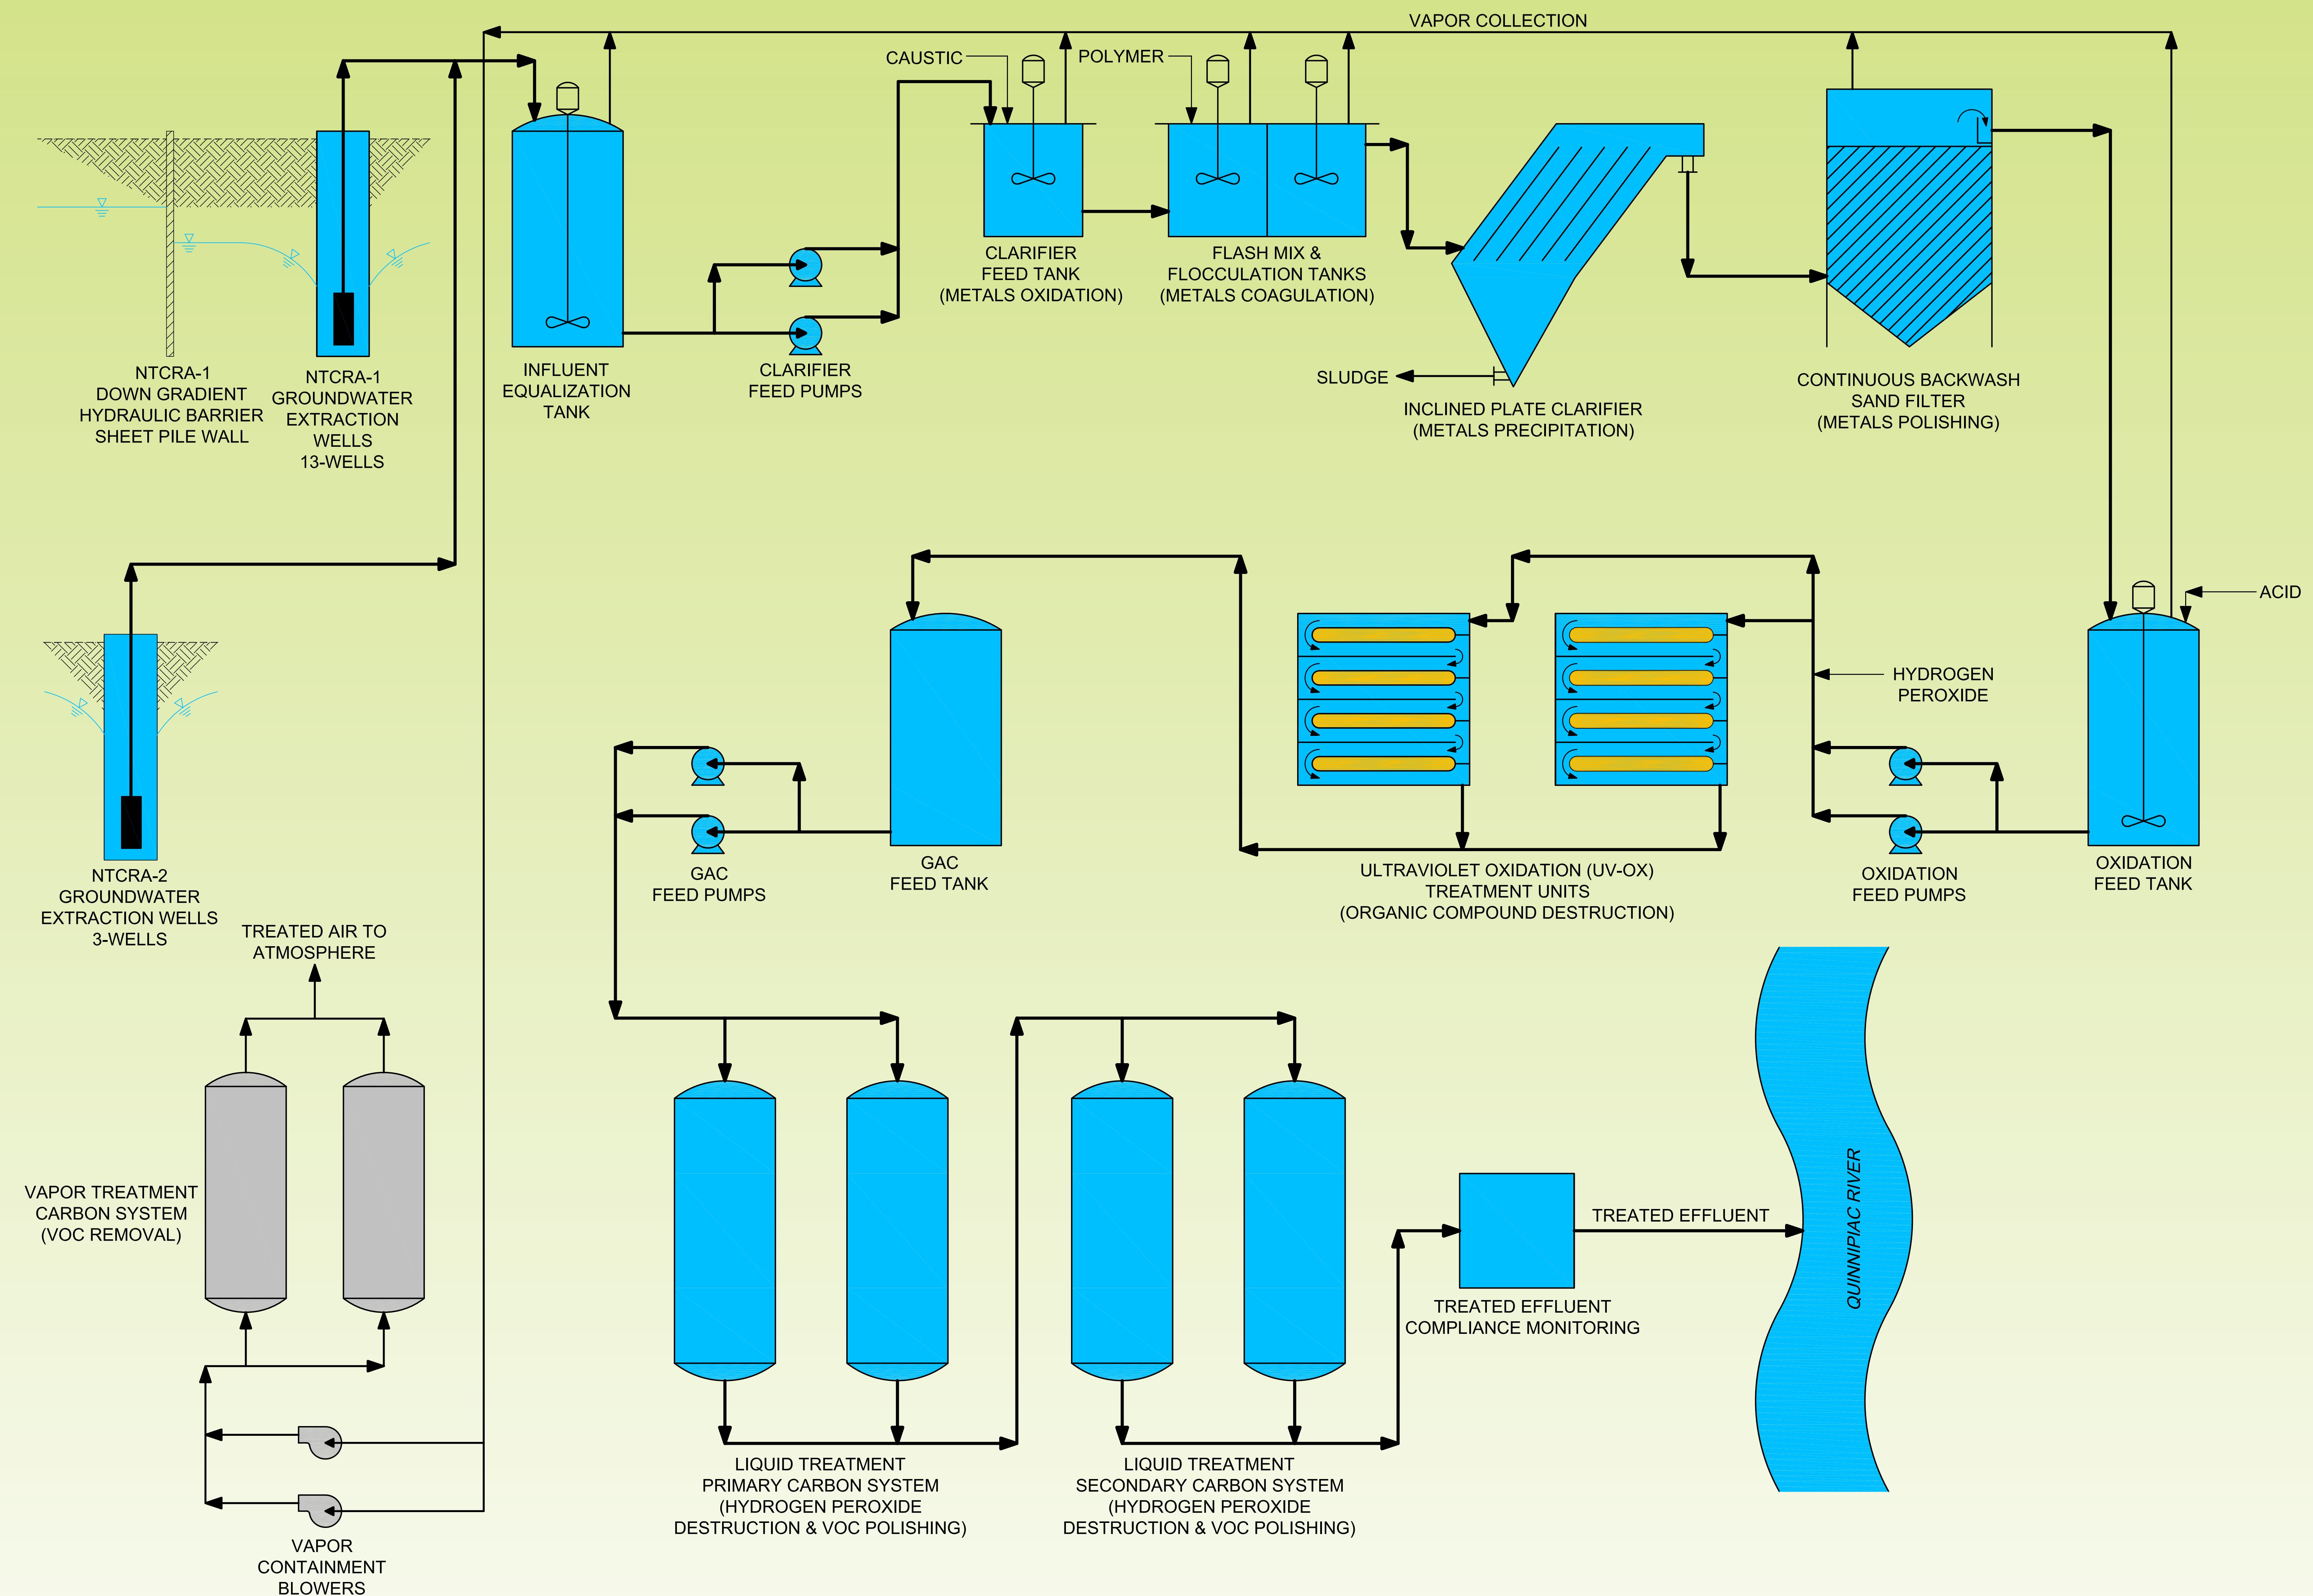 VAPOR COLLECTION
CAUSTIC
POLYMER
NTCRA-1
DOWN GRADIENT
HYDRAULIC BARRIER
SHEET PILE WALL
NTCRA-1
GROUNDWATER
EXTRACTION
WELLS
13-WELLS
INFLUENT
EQUALIZATION
TANK
CLARIFIER
FEED PUMPS
CLARIFIER
FEED TANK
(METALS OXIDATION)
FLASH MIX &
FLOCCULATION TANKS
(METALS COAGULATION)
SLUDGE
INCLINED PLATE CLARIFIER
(METALS PRECIPITATION)
CONTINUOUS BACKWASH
SAND FILTER
(METALS POLISHING)
ACID
HYDROGEN
PEROXIDE
OXIDATION
FEED TANK
OXIDATION
FEED PUMPS
ULTRAVIOLET OXIDATION (UV-OX)
TREATMENT UNITS
(ORGANIC COMPOUND DESTRUCTION)
GAC
FEED TANK
GAC
FEED PUMPS
NTCRA-2
GROUNDWATER
EXTRACTION WELLS
3-WELLS
TREATED AIR TO
ATMOSPHERE
VAPOR TREATMENT
CARBON SYSTEM
(VOC REMOVAL)
VAPOR
CONTAINMENT
BLOWERS
LIQUID TREATMENT
PRIMARY CARBON SYSTEM
(HYDROGEN PEROXIDE
DESTRUCTION & VOC POLISHING)
LIQUID TREATMENT
SECONDARY CARBON SYSTEM
(HYDROGEN PEROXIDE
DESTRUCTION & VOC POLISHING)
TREATED EFFLUENT
COMPLIANCE MONITORING
TREATED EFFLUENT
QUINNIPIAC RIVER